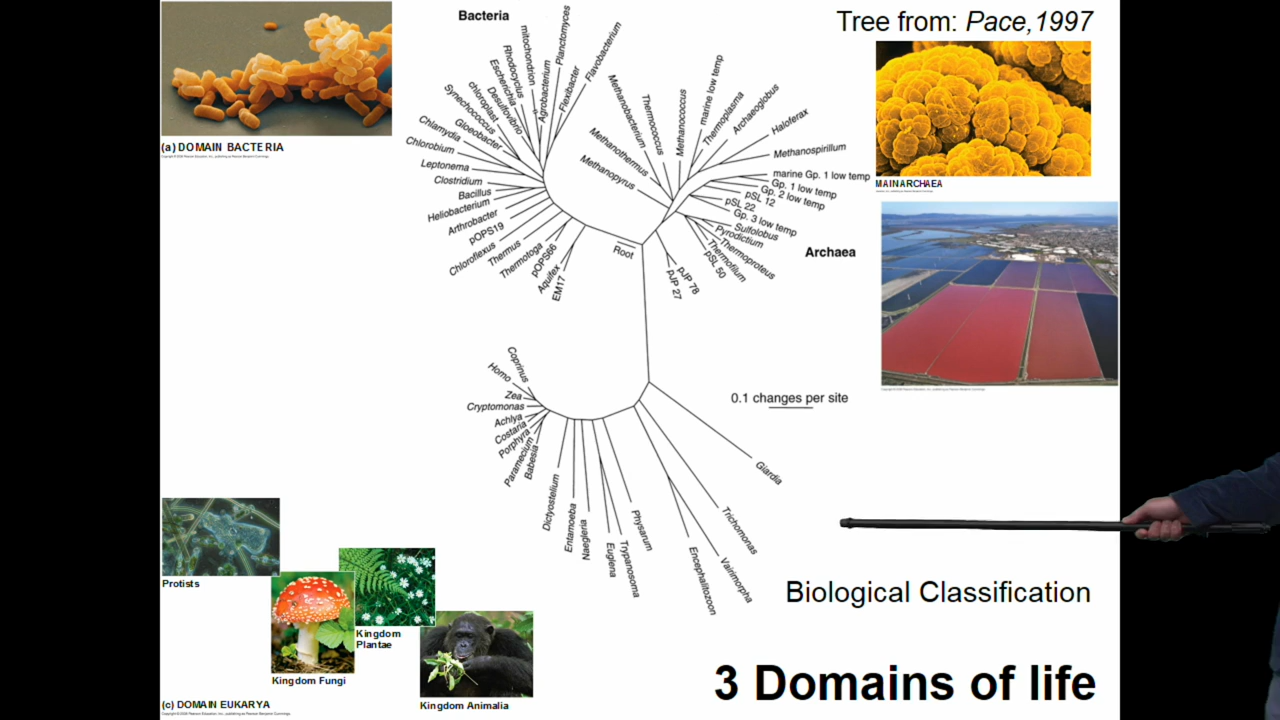 Bacteria
Tree from: Pace,1997
(a) DOMAIN BACTERIA
MAIN ARCHAEA
Planctomyces
Flavobacterium
mitochondrion
Rhodocyclus
Escherichia
Desulfovibrio
Agrobacterium
Flexibacter
chloroplast
Synechococcus
Gloeobacter
Chlamydia
Chlorobium
Leptonema
Clostridium
Bacillus
Heliobacterium
Arthrobacter
pOPS19
Chloroflexus
Thermus
Thermotoga
pOPS66
Aquifex
EM17
Root
Methanobacterium
Thermococcus
Methanothermus
Methanopyrus
Methanococcus
marine low temp
Thermoplasma
Archaeoglobus
Haloferax
Methanospirillum
marine Gp. 1 low temp
Gp. 1 low temp
Gp. 2 low temp
pSL 12
pSL 22
Gp. 3 low temp
Sulfolobus
Pyrodictium
Thermoproteus
Thermofilum
pSL 50
pJP 78
pJP 27
Archaea
0.1 changes per site
Coprinus
Homo
Zea
Cryptomonas
Achlya
Costaria
Porphyra
Paramecium
Babesia
Dictyostelium
Entamoeba
Naegleria
Euglena
Trypanosoma
Physarum
Encephalitozoon
Vairimorpha
Trichomonas
Giardia
Protists
Kingdom
Plantae
Kingdom Fungi
Kingdom Animalia
(c) DOMAIN EUKARYA
Biological Classification
3 Domains of life